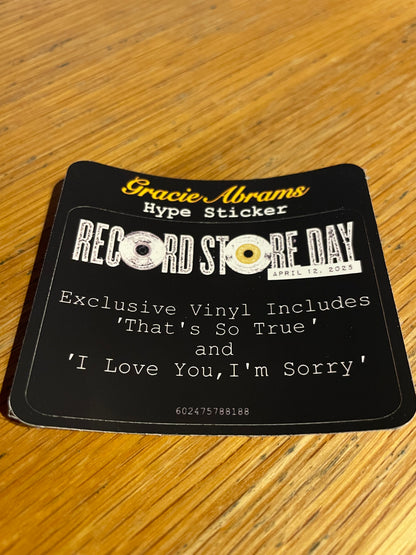 Gracie Abrams
Hype Sticker
RECORD STORE DAY
APRIL 12, 2025
Exclusive Vinyl Includes
'That's So True'
and
'I Love You,I'm Sorry'
602475788188